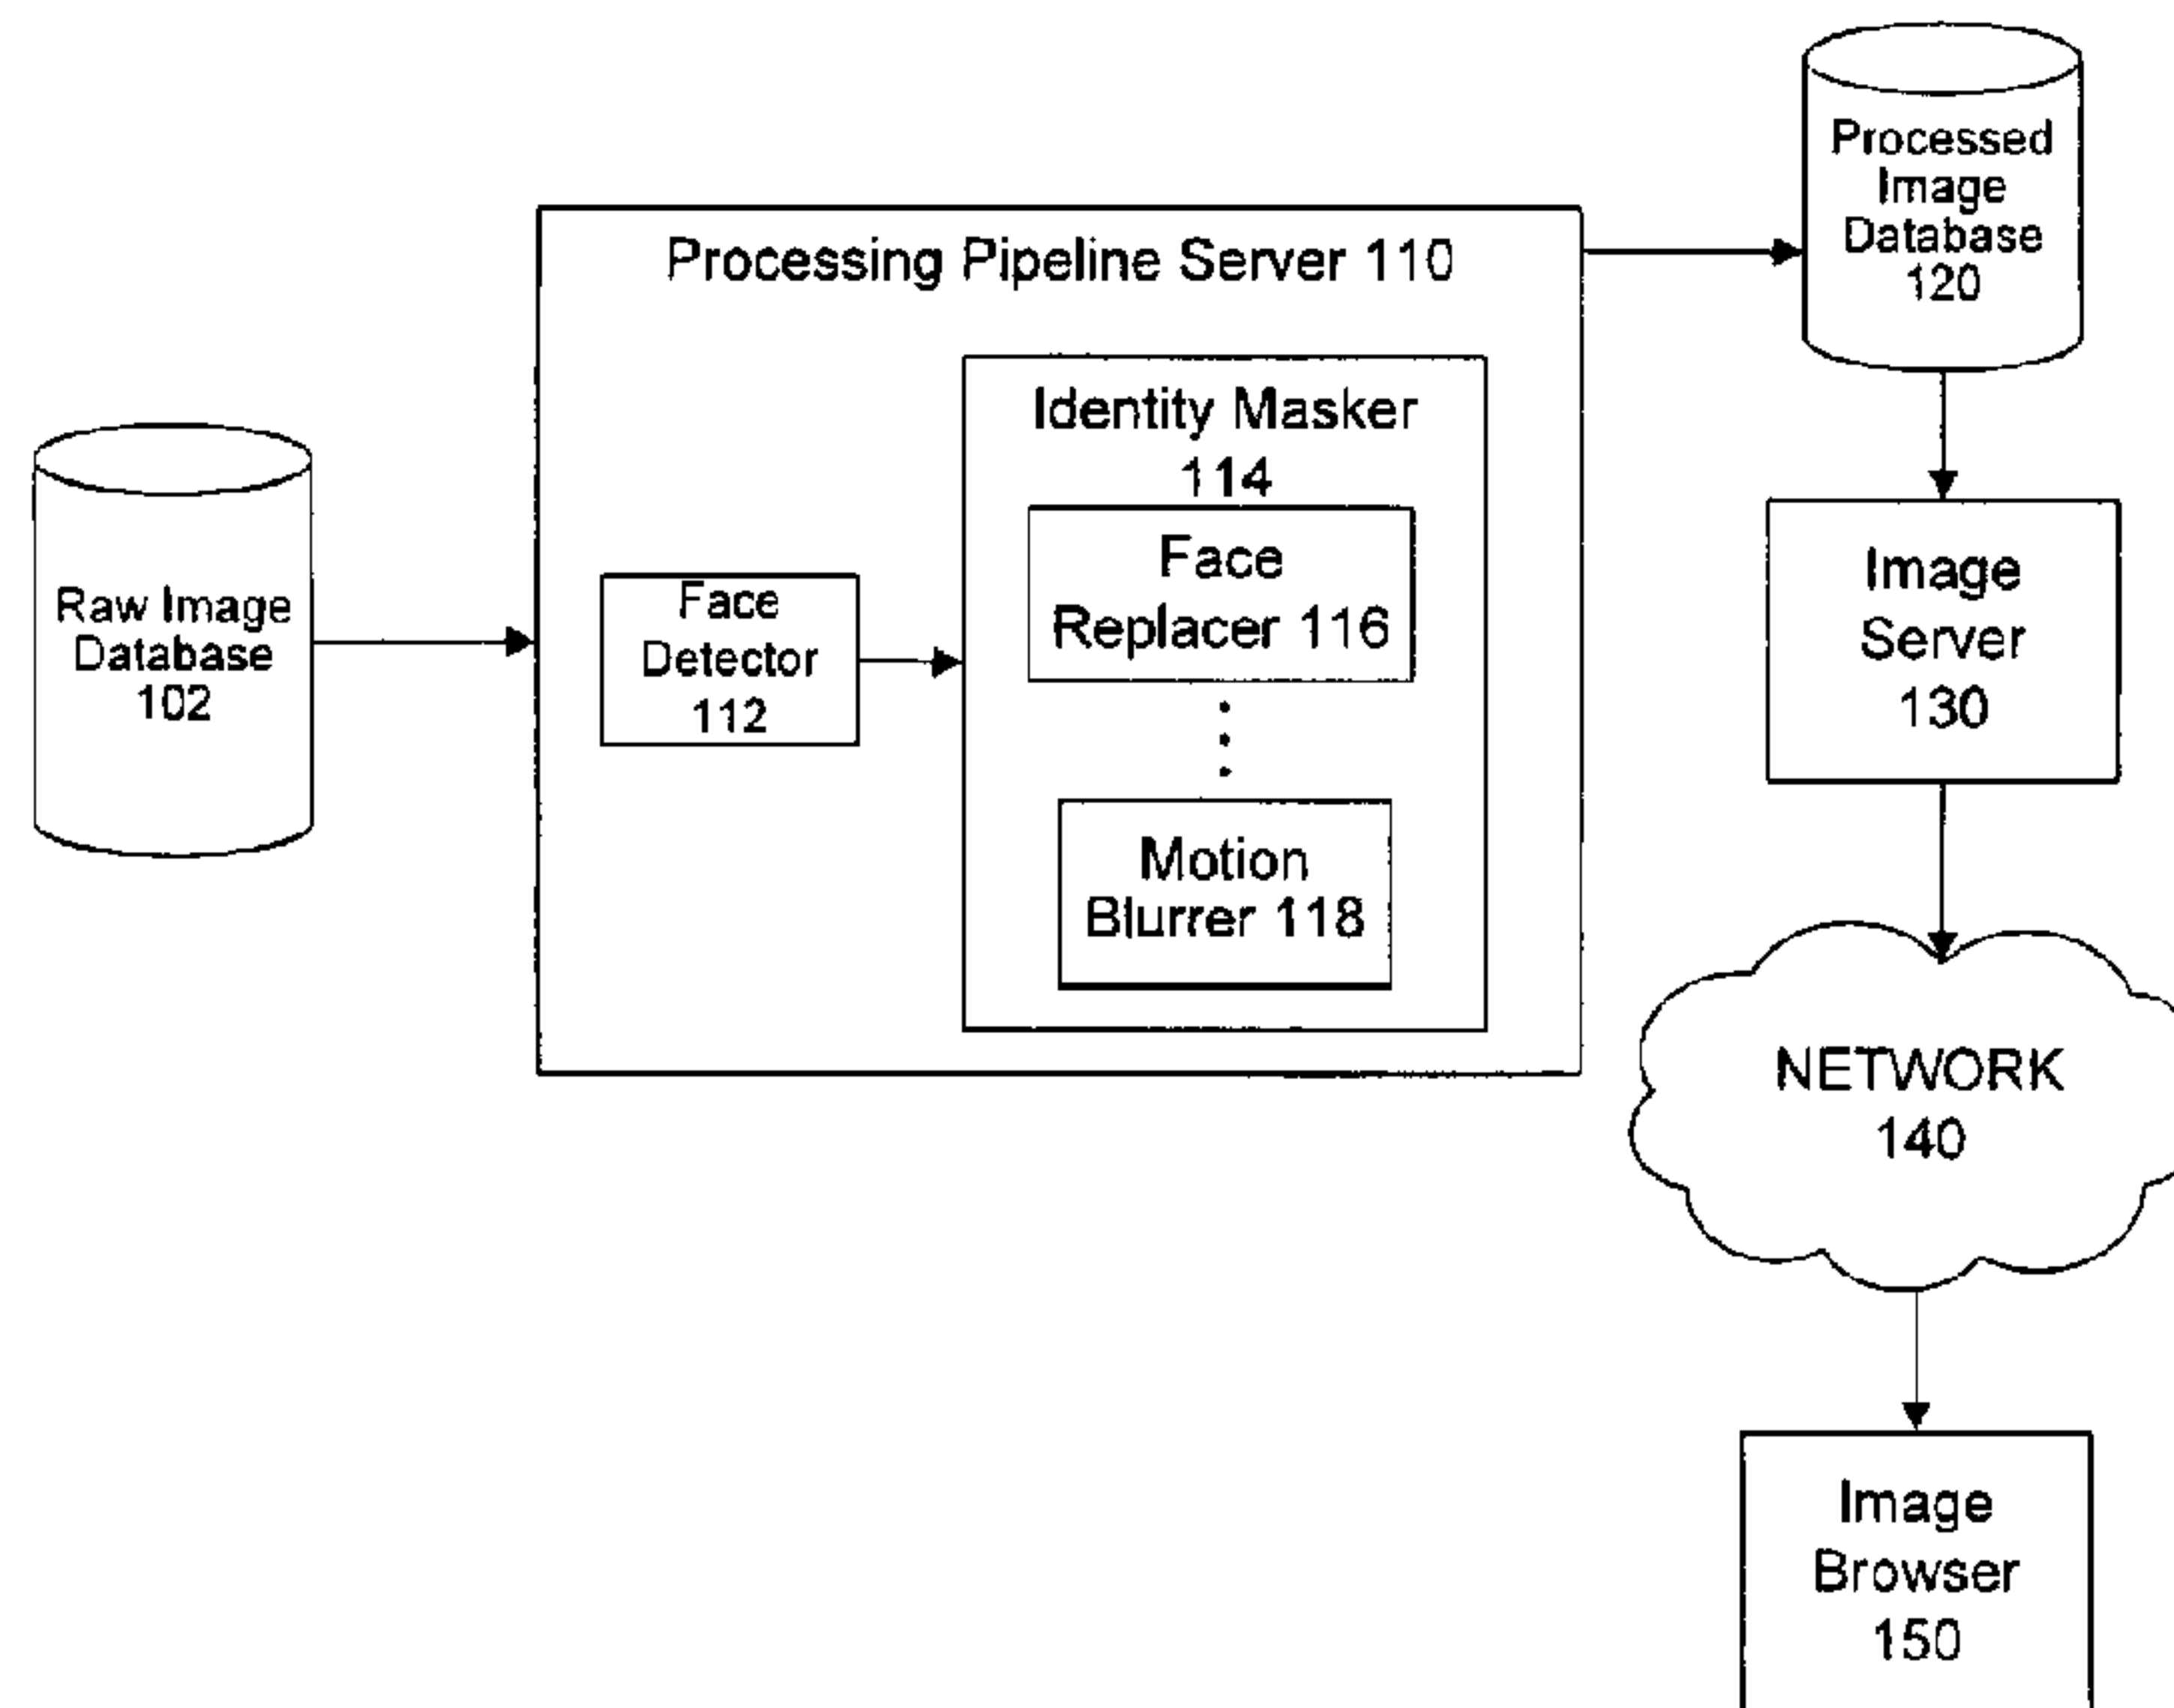 Processed
Image
Database
120
Processing Pipeline Server 110
Identity Masker
114
Face
Replacer 116
Motion
Blurrer 118
Face
Detector
112
Raw Image
Database
102
Image
Server
130
NETWORK
140
Image
Browser
150